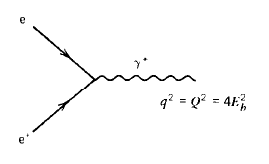 e
γ*
q² = Q² = 4E_b²
e⁺